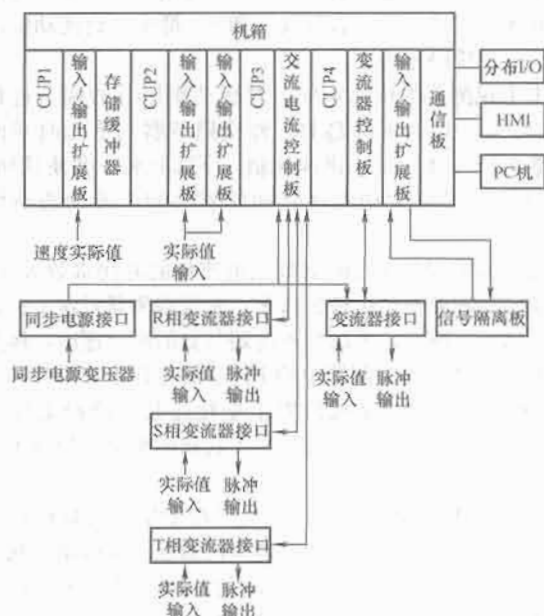 机箱
CUP1
输入输出扩展板
存储缓冲器
CUP2
输入输出扩展板
输入输出扩展板
CUP3
交流电流控制板
CUP4
变流器控制板
输入输出扩展板
通信板
分布I/O
HMI
PC机
速度实际值
实际值
输入
同步电源接口
R相变流器接口
变流器接口
信号隔离板
同步电源变压器
实际值
输入
脉冲
输出
实际值
输入
脉冲
输出
S相变流器接口
实际值
输入
脉冲
输出
T相变流器接口
实际值
输入
脉冲
输出